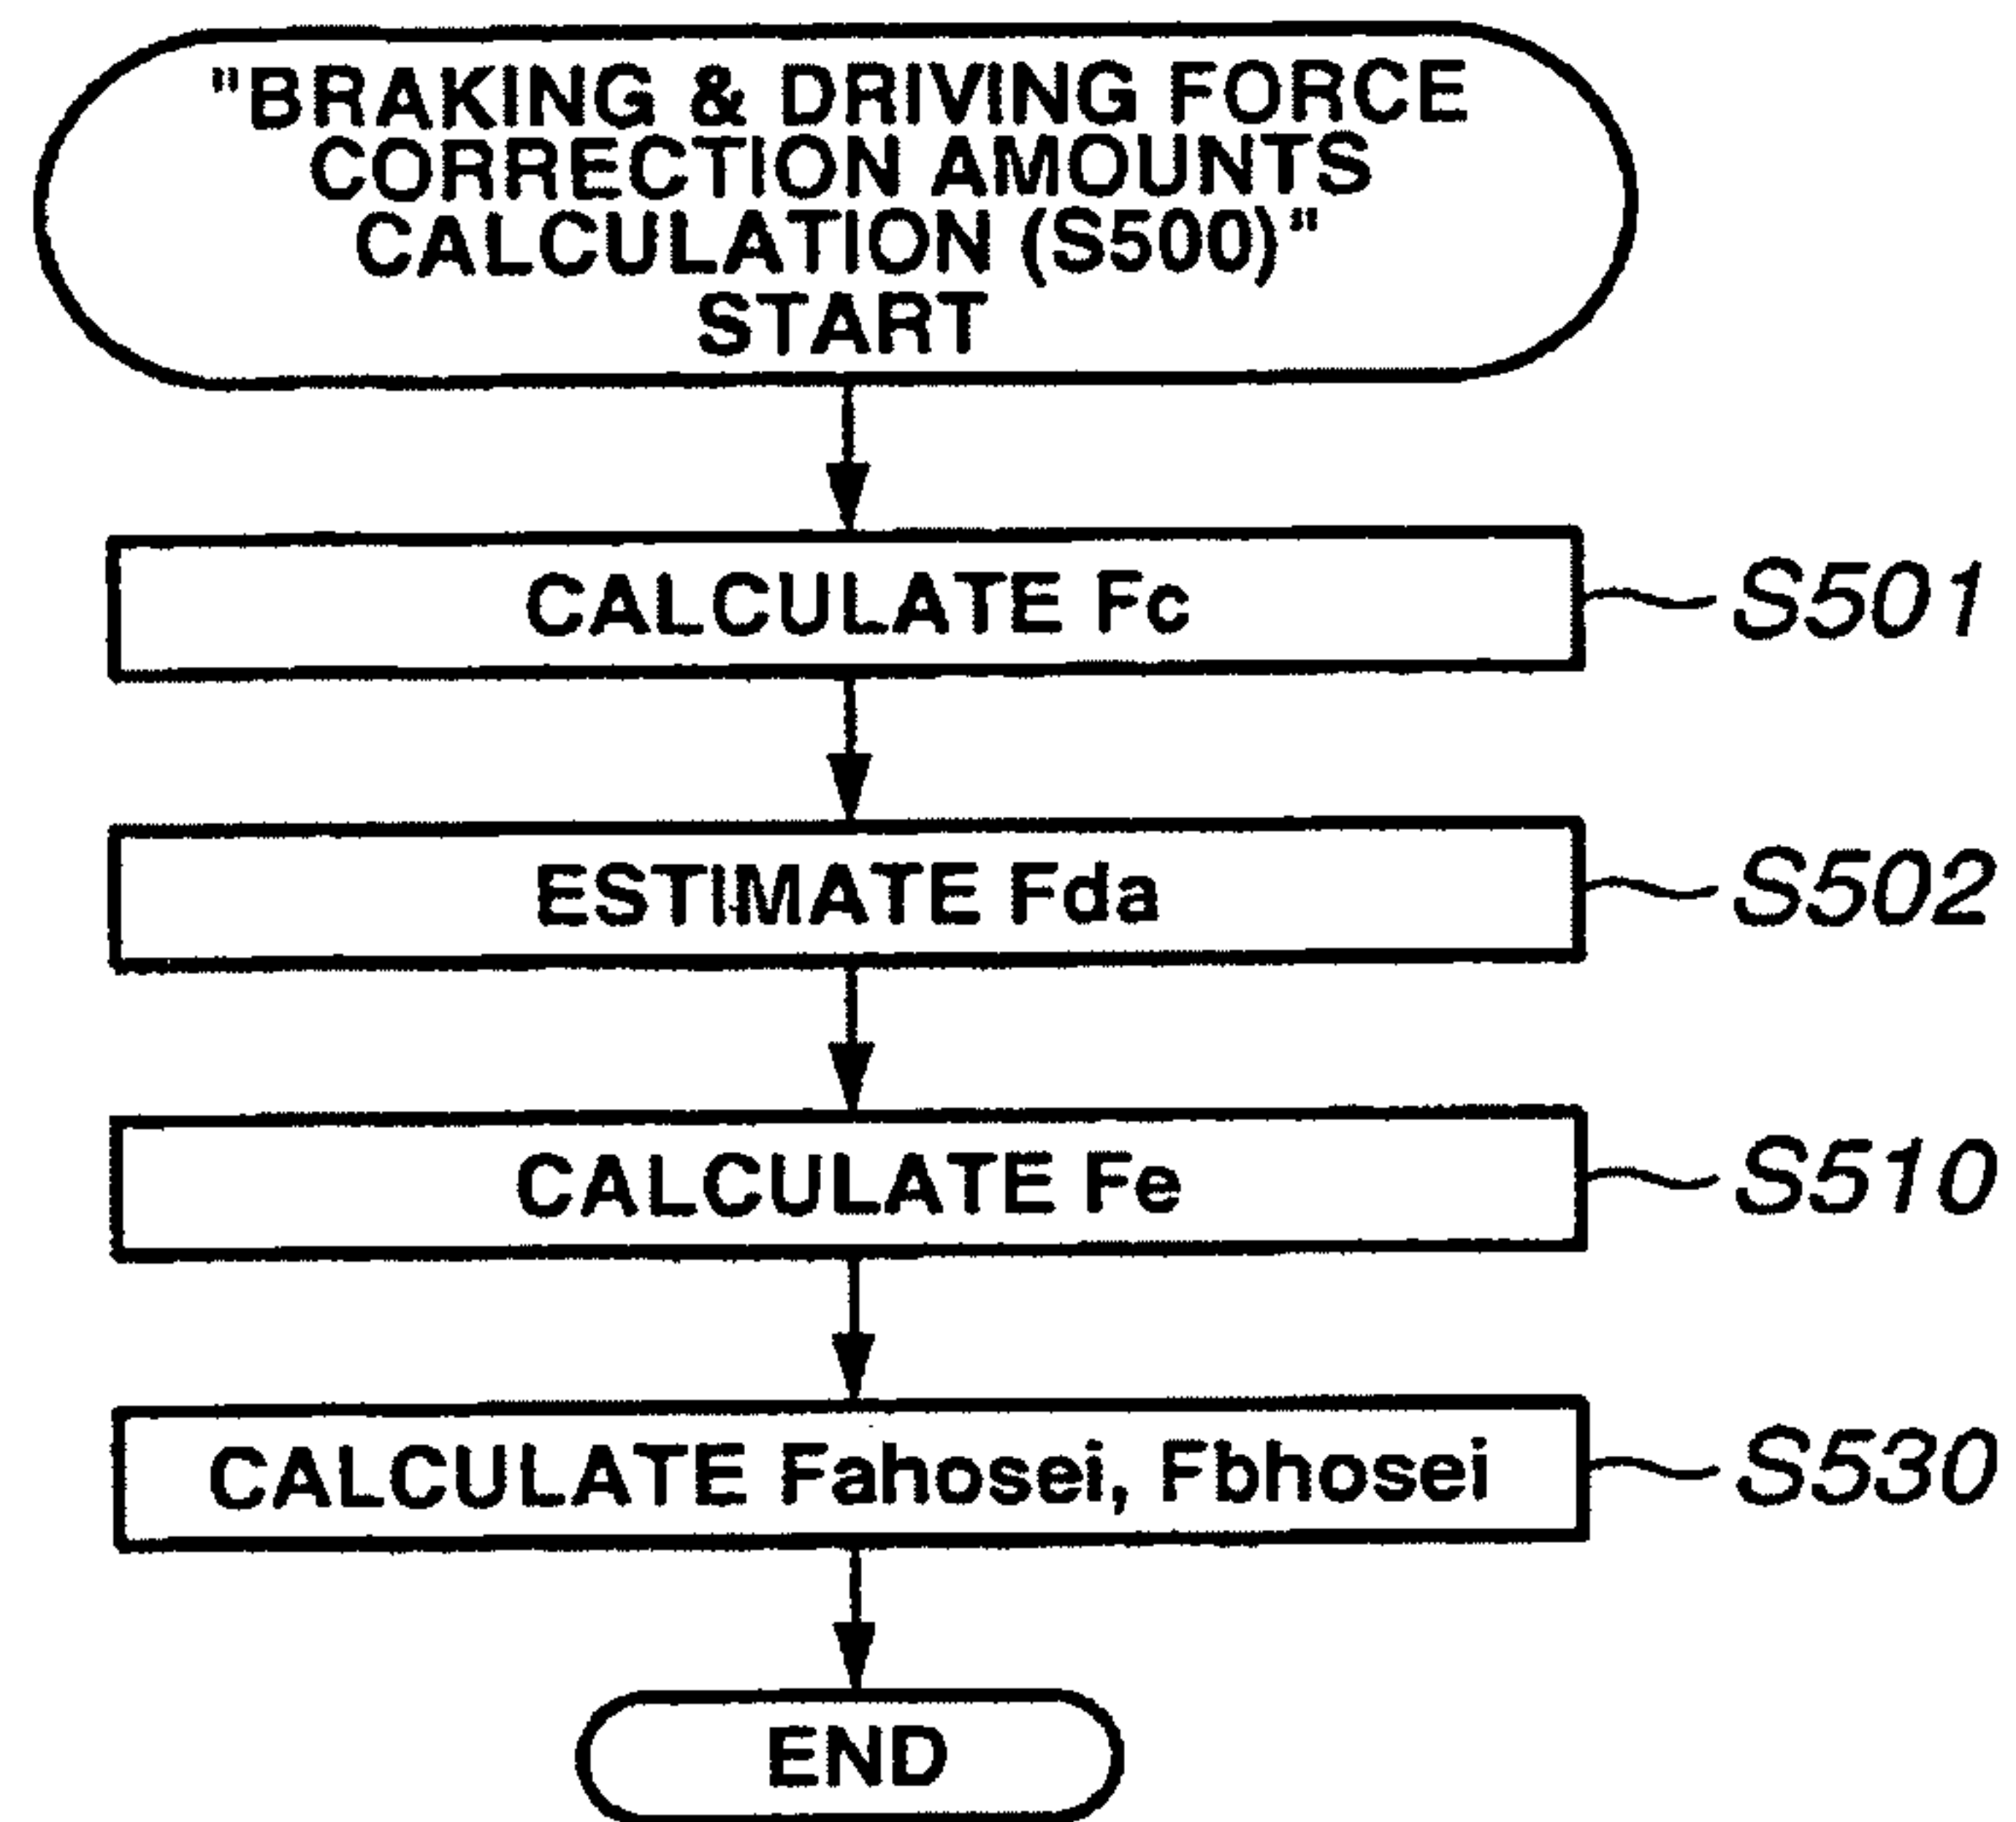 "BRAKING & DRIVING FORCE
CORRECTION AMOUNTS
CALCULATION (S500)"
START
CALCULATE Fc
S501
ESTIMATE Fda
S502
CALCULATE Fe
S510
CALCULATE Fahosei, Fbhosei
S530
END